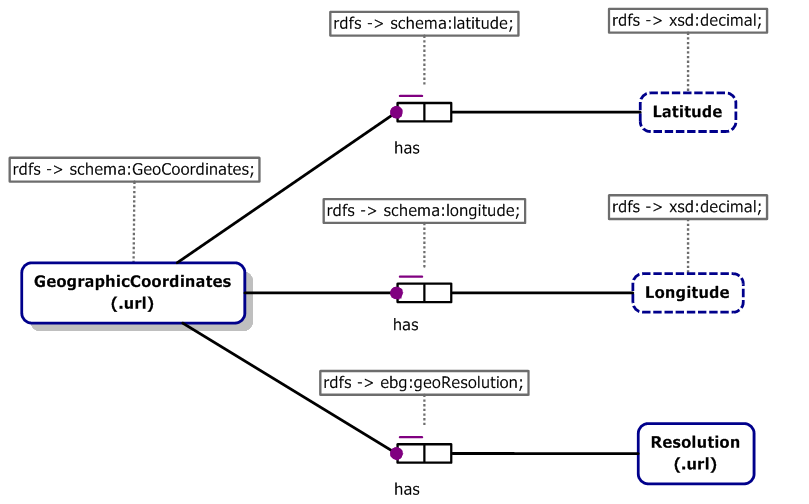 rdfs -> schema:latitude;
rdfs -> xsd:decimal;
Latitude
has
rdfs -> schema:GeoCoordinates;
rdfs -> schema:longitude;
rdfs -> xsd:decimal;
GeographicCoordinates
(.url)
Longitude
has
rdfs -> ebg:geoResolution;
Resolution
(.url)
has